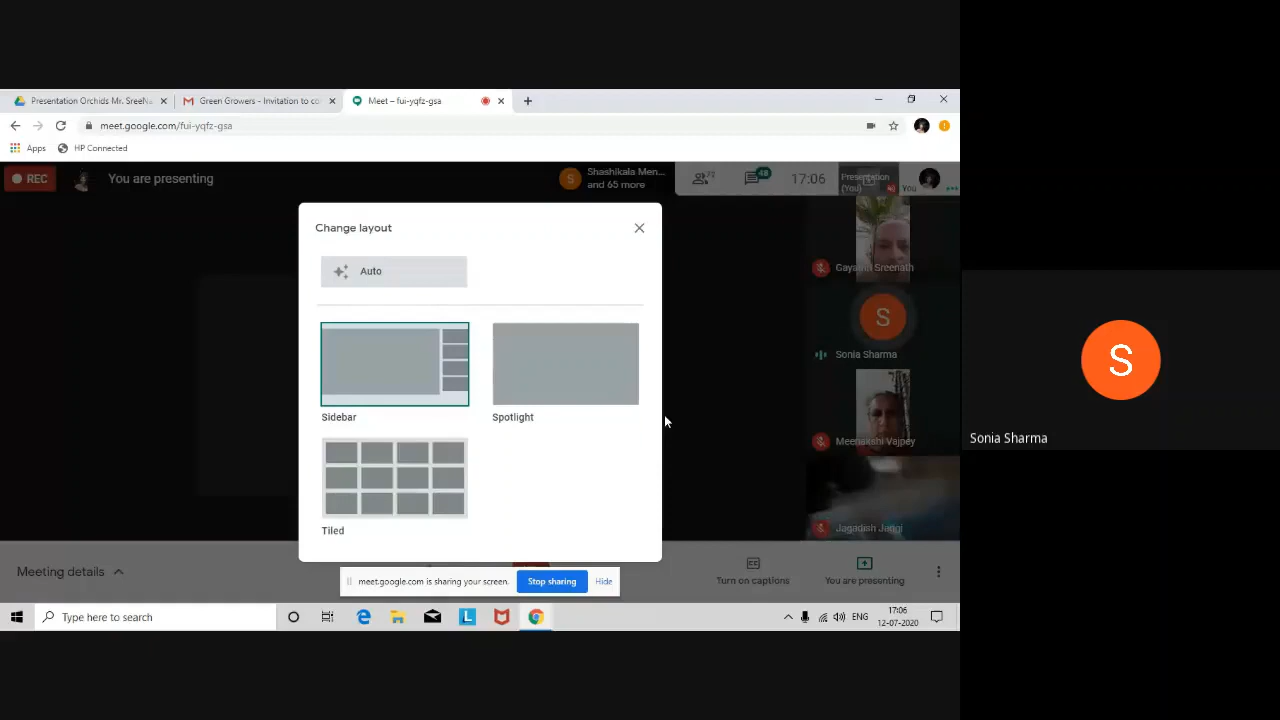 Presentation Orchids Mr. SreeNa
Green Growers - Invitation to co
Meet – fui-yqfz-gsa
meet.google.com/fui-yqfz-gsa
Apps
HP Connected
REC
You are presenting
S
Shashikala Men...
and 65 more
48
17:06
Presentation
(You)
You
Change layout
Auto
Sidebar
Spotlight
Tiled
Gayathri Sreenath
S
Sonia Sharma
Meenakshi Vajpey
Jagadish Jangi
S
Sonia Sharma
Meeting details
Turn on captions
You are presenting
meet.google.com is sharing your screen.
Stop sharing
Hide
Type here to search
L
ENG
17:06
12-07-2020